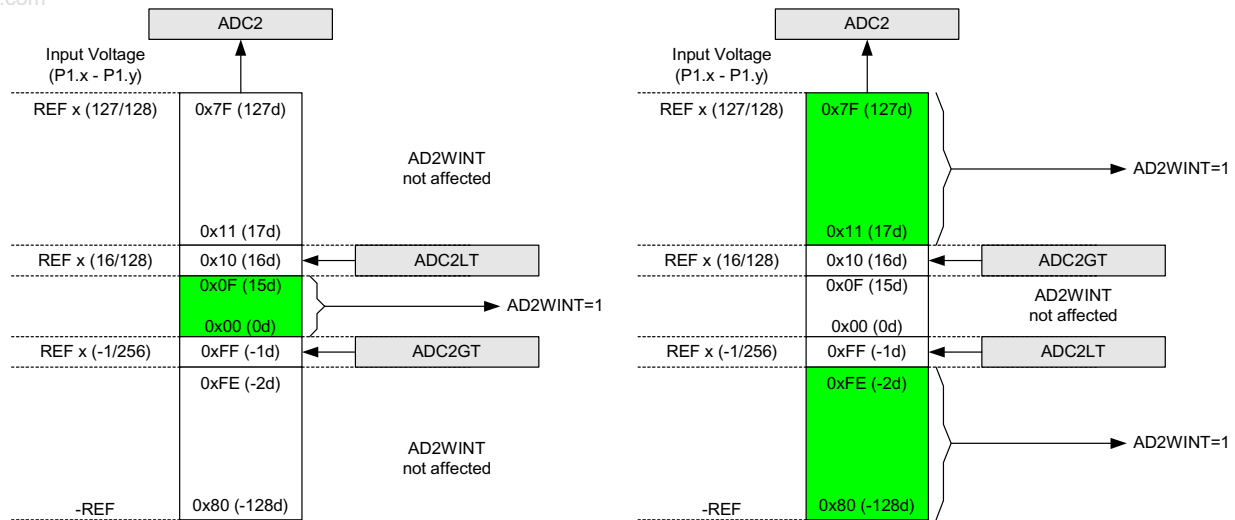 .com
ADC2
Input Voltage
(P1.x - P1.y)
REF x (127/128)
0x7F (127d)
AD2WINT
not affected
0x11 (17d)
REF x (16/128)
0x10 (16d)
ADC2LT
0x0F (15d)
AD2WINT=1
0x00 (0d)
REF x (-1/256)
0xFF (-1d)
ADC2GT
0xFE (-2d)
AD2WINT
not affected
-REF
0x80 (-128d)
ADC2
Input Voltage
(P1.x - P1.y)
REF x (127/128)
0x7F (127d)
AD2WINT=1
0x11 (17d)
REF x (16/128)
0x10 (16d)
ADC2GT
0x0F (15d)
AD2WINT
not affected
0x00 (0d)
REF x (-1/256)
0xFF (-1d)
ADC2LT
0xFE (-2d)
AD2WINT=1
-REF
0x80 (-128d)